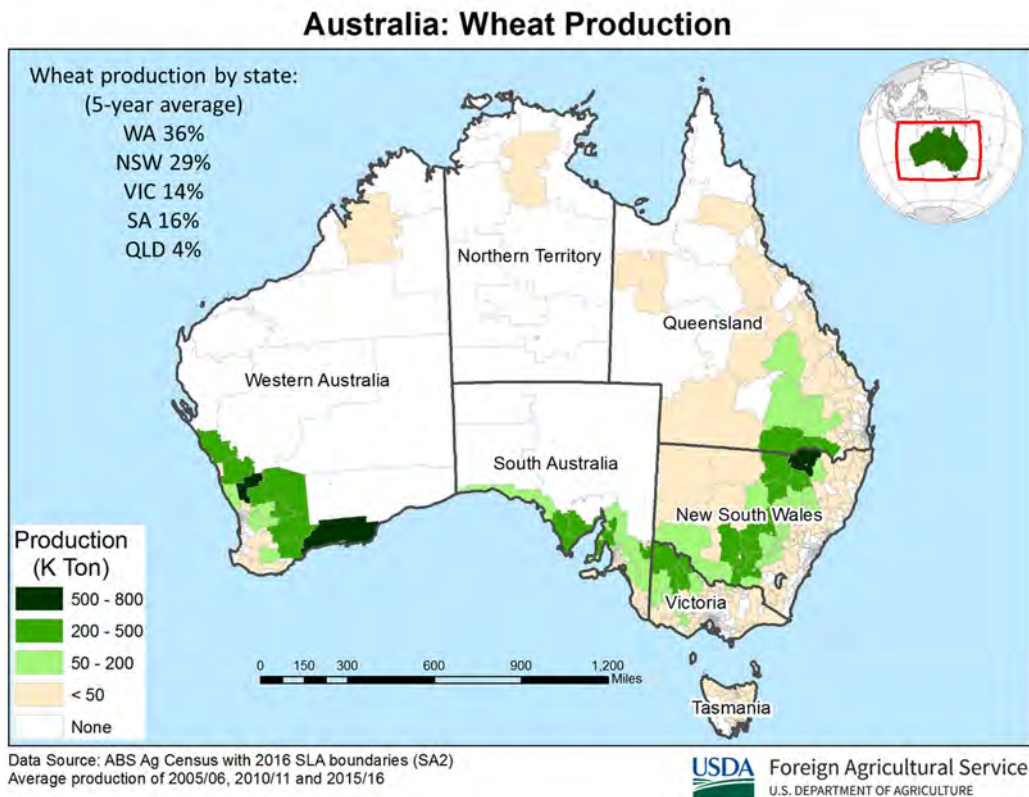 Australia: Wheat Production
Wheat production by state:
(5-year average)
WA 36%
NSW 29%
VIC 14%
SA 16%
QLD 4%
Northern Territory
Queensland
Western Australia
South Australia
New South Wales
Victoria
Tasmania
Production
(K Ton)
500 - 800
200 - 500
50 - 200
< 50
None
0 150 300 600 900 1,200
Miles
Data Source: ABS Ag Census with 2016 SLA boundaries (SA2)
Average production of 2005/06, 2010/11 and 2015/16
USDA
Foreign Agricultural Service
U.S. DEPARTMENT OF AGRICULTURE